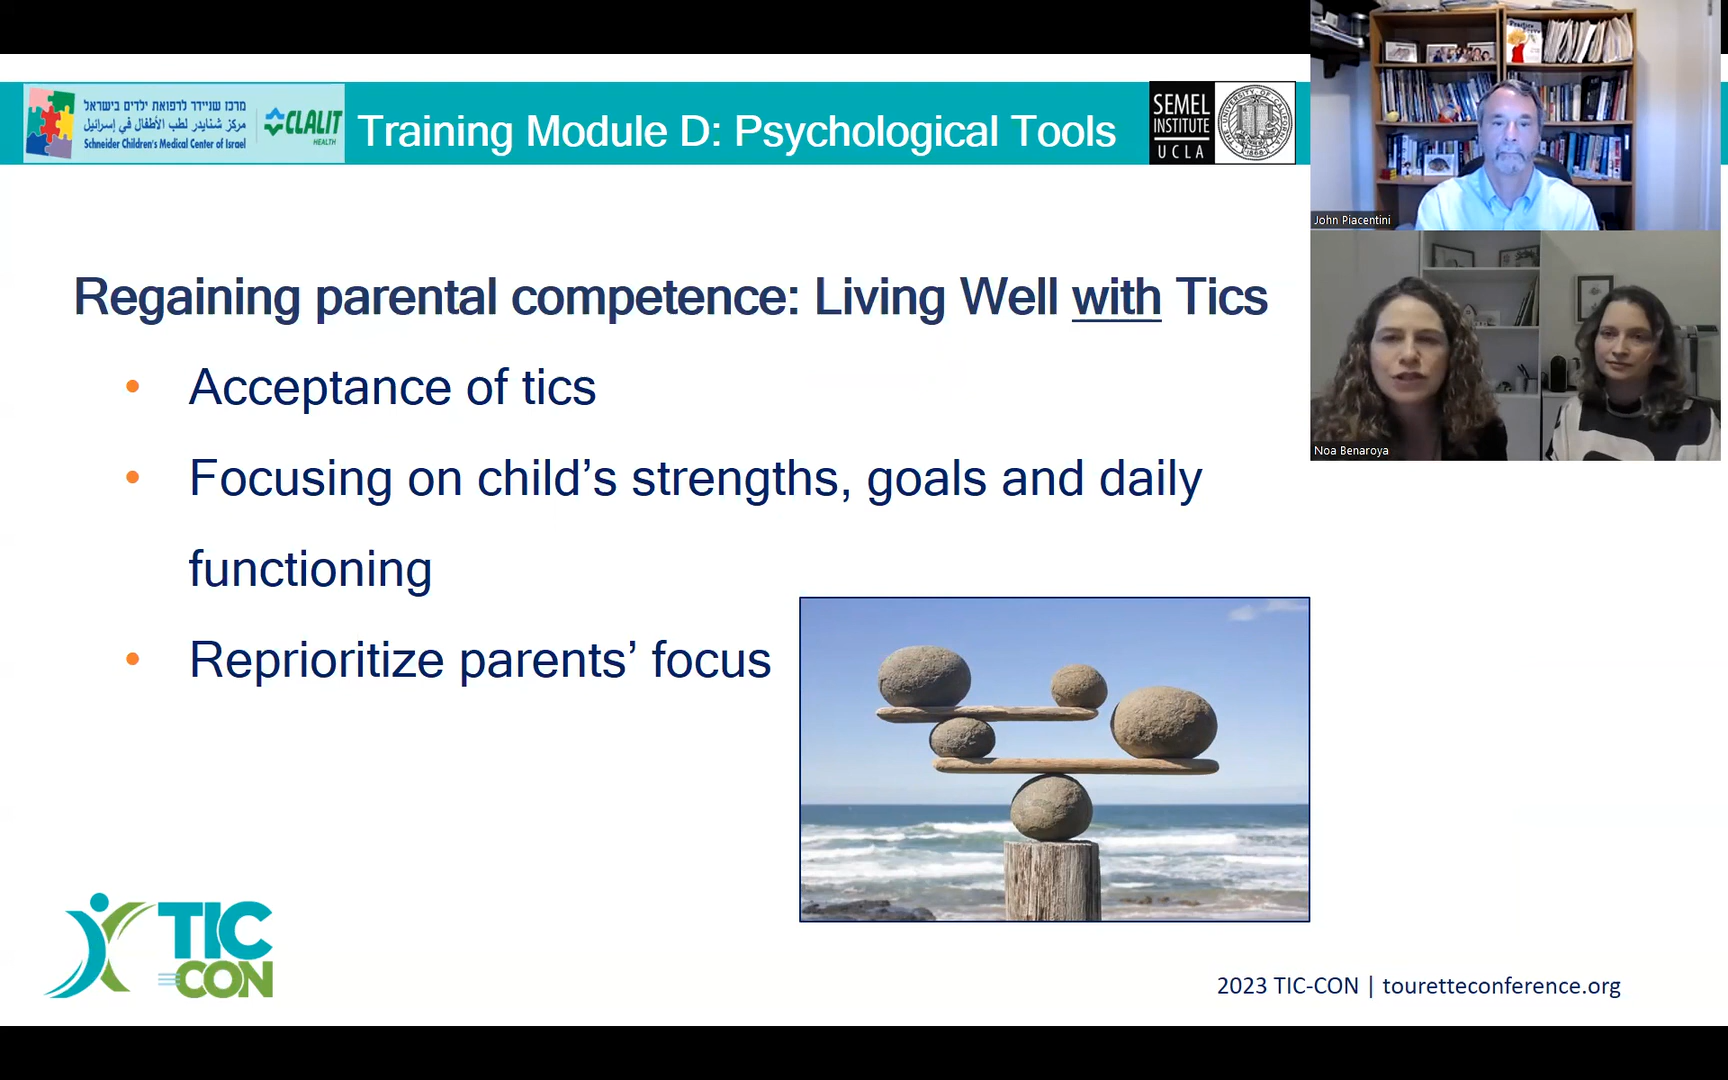 מרכז שניידר לרפואת ילדים בישראל
مركز شنايدر لطب الأطفال في إسرائيل
Schneider Children's Medical Center of Israel
CLALIT
HEALTH
Training Module D: Psychological Tools
SEMEL
INSTITUTE
UCLA
John Piacentini
Noa Benaroya
Regaining parental competence: Living Well with Tics
• Acceptance of tics
• Focusing on child’s strengths, goals and daily
functioning
• Reprioritize parents’ focus
TIC
CON
2023 TIC-CON | touretteconference.org